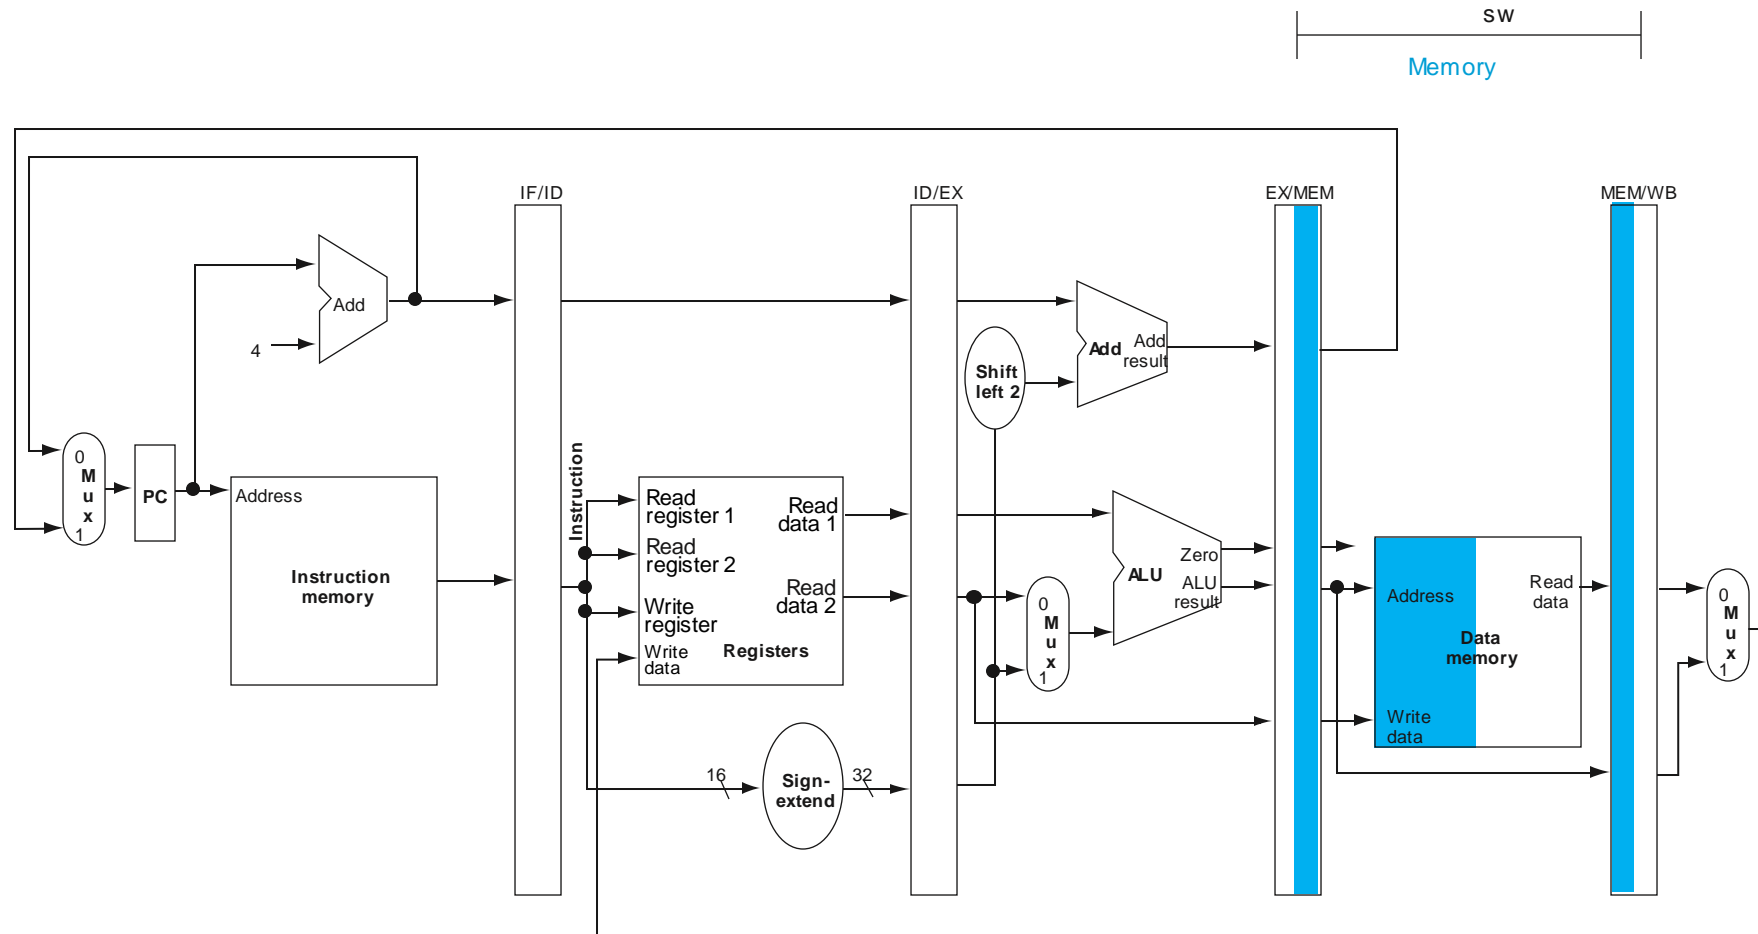 sw
Memory
IF/ID
ID/EX
EX/MEM
MEM/WB
Add
4
Shift
left 2
Add
Add
result
0
M
u
x
1
PC
Address
Instruction
memory
Instruction
Read
register 1
Read
register 2
Write
register
Write
data
Read
data 1
Read
data 2
Registers
16
Sign-
extend
32
0
M
u
x
1
ALU
Zero
ALU
result
Address
Write
data
Data
memory
Read
data
0
M
u
x
1